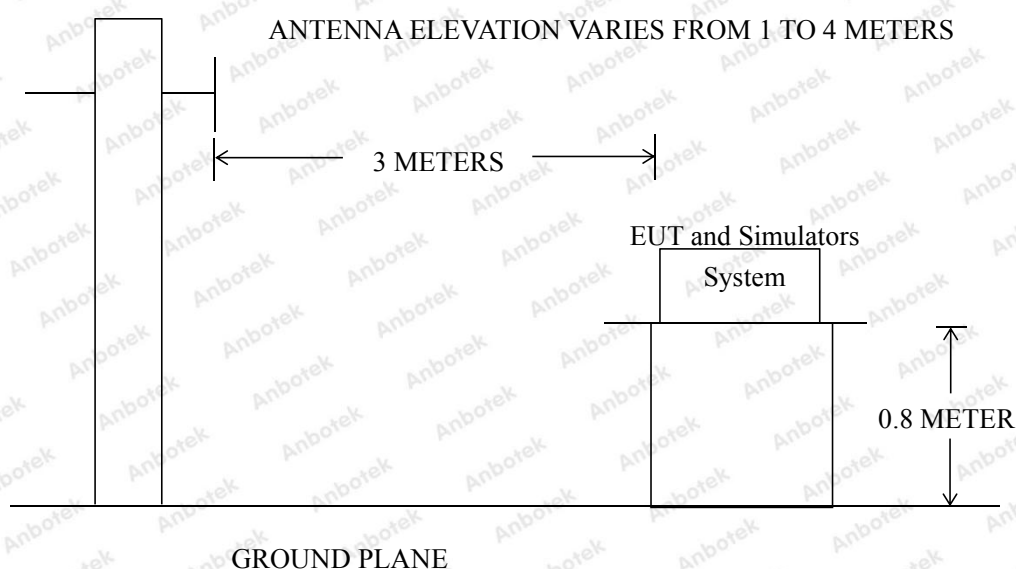 ANTENNA ELEVATION VARIES FROM 1 TO 4 METERS
3 METERS
EUT and Simulators
System
0.8 METER
GROUND PLANE
Anbotek